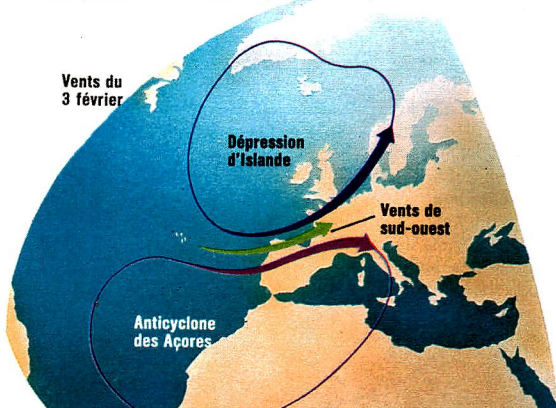 Vents du
3 février
Dépression
d'Islande
Vents de
sud-ouest
Anticyclone
des Açores